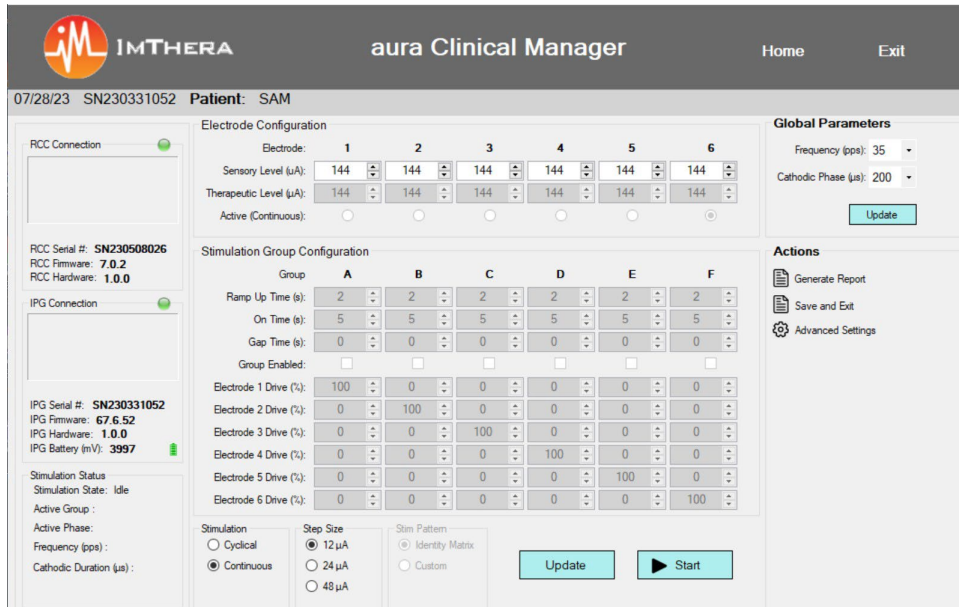 iM IMTHERA aura Clinical Manager Home Exit
07/28/23 SN230331052 Patient: SAM
RCC Connection
RCC Serial #: SN230508026
RCC Firmware: 7.0.2
RCC Hardware: 1.0.0
IPG Connection
IPG Serial #: SN230331052
IPG Firmware: 67.6.52
IPG Hardware: 1.0.0
IPG Battery (mV): 3997
Stimulation Status
Stimulation State: Idle
Active Group :
Active Phase:
Frequency (pps) :
Cathodic Duration (µs) :
Electrode Configuration
Electrode: 1 2 3 4 5 6
Sensory Level (uA): 144 144 144 144 144 144
Therapeutic Level (µA): 144 144 144 144 144 144
Active (Continuous):
Stimulation Group Configuration
Group A B C D E F
Ramp Up Time (s): 2 2 2 2 2 2
On Time (s): 5 5 5 5 5 5
Gap Time (s): 0 0 0 0 0 0
Group Enabled:
Electrode 1 Drive (%): 100 0 0 0 0 0
Electrode 2 Drive (%): 0 100 0 0 0 0
Electrode 3 Drive (%): 0 0 100 0 0 0
Electrode 4 Drive (%): 0 0 0 100 0 0
Electrode 5 Drive (%): 0 0 0 0 100 0
Electrode 6 Drive (%): 0 0 0 0 0 100
Stimulation
Cyclical
Continuous
Step Size
12 µA
24 µA
48 µA
Stim Pattern
Identity Matrix
Custom
Update
Start
Global Parameters
Frequency (pps): 35
Cathodic Phase (µs): 200
Update
Actions
Generate Report
Save and Exit
Advanced Settings